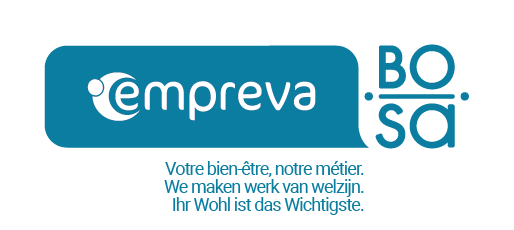 empreva
BO
sa
Votre bien-être, notre métier.
We maken werk van welzijn.
Ihr Wohl ist das Wichtigste.